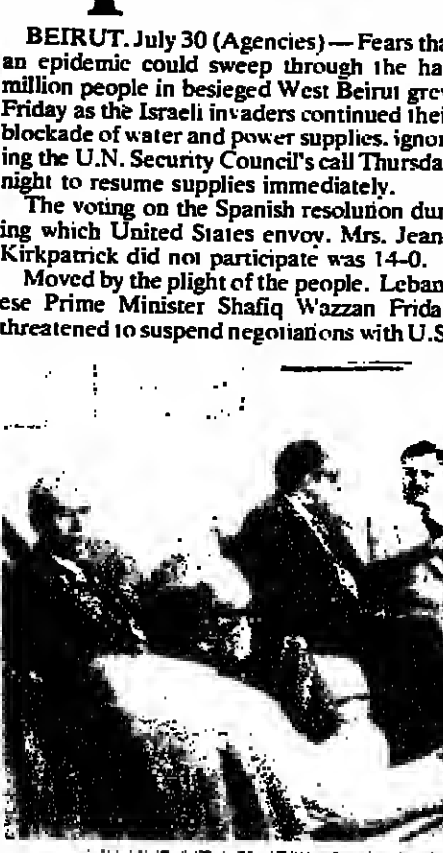 BEIRUT. July 30 (Agencies) — Fears tha
an epidemic could sweep through the ha
million people in besieged West Beirut grew
Friday as the Israeli invaders continued thei
blockade of water and power supplies. ignor
ing the U.N. Security Council's call Thursda
night to resume supplies immediately.
The voting on the Spanish resolution dur
ing which United States envoy. Mrs. Jean
Kirkpatrick did not participate was 14-0.
Moved by the plight of the people. Leban
ese Prime Minister Shafiq Wazzan Frida
threatened to suspend negotiations with U.S